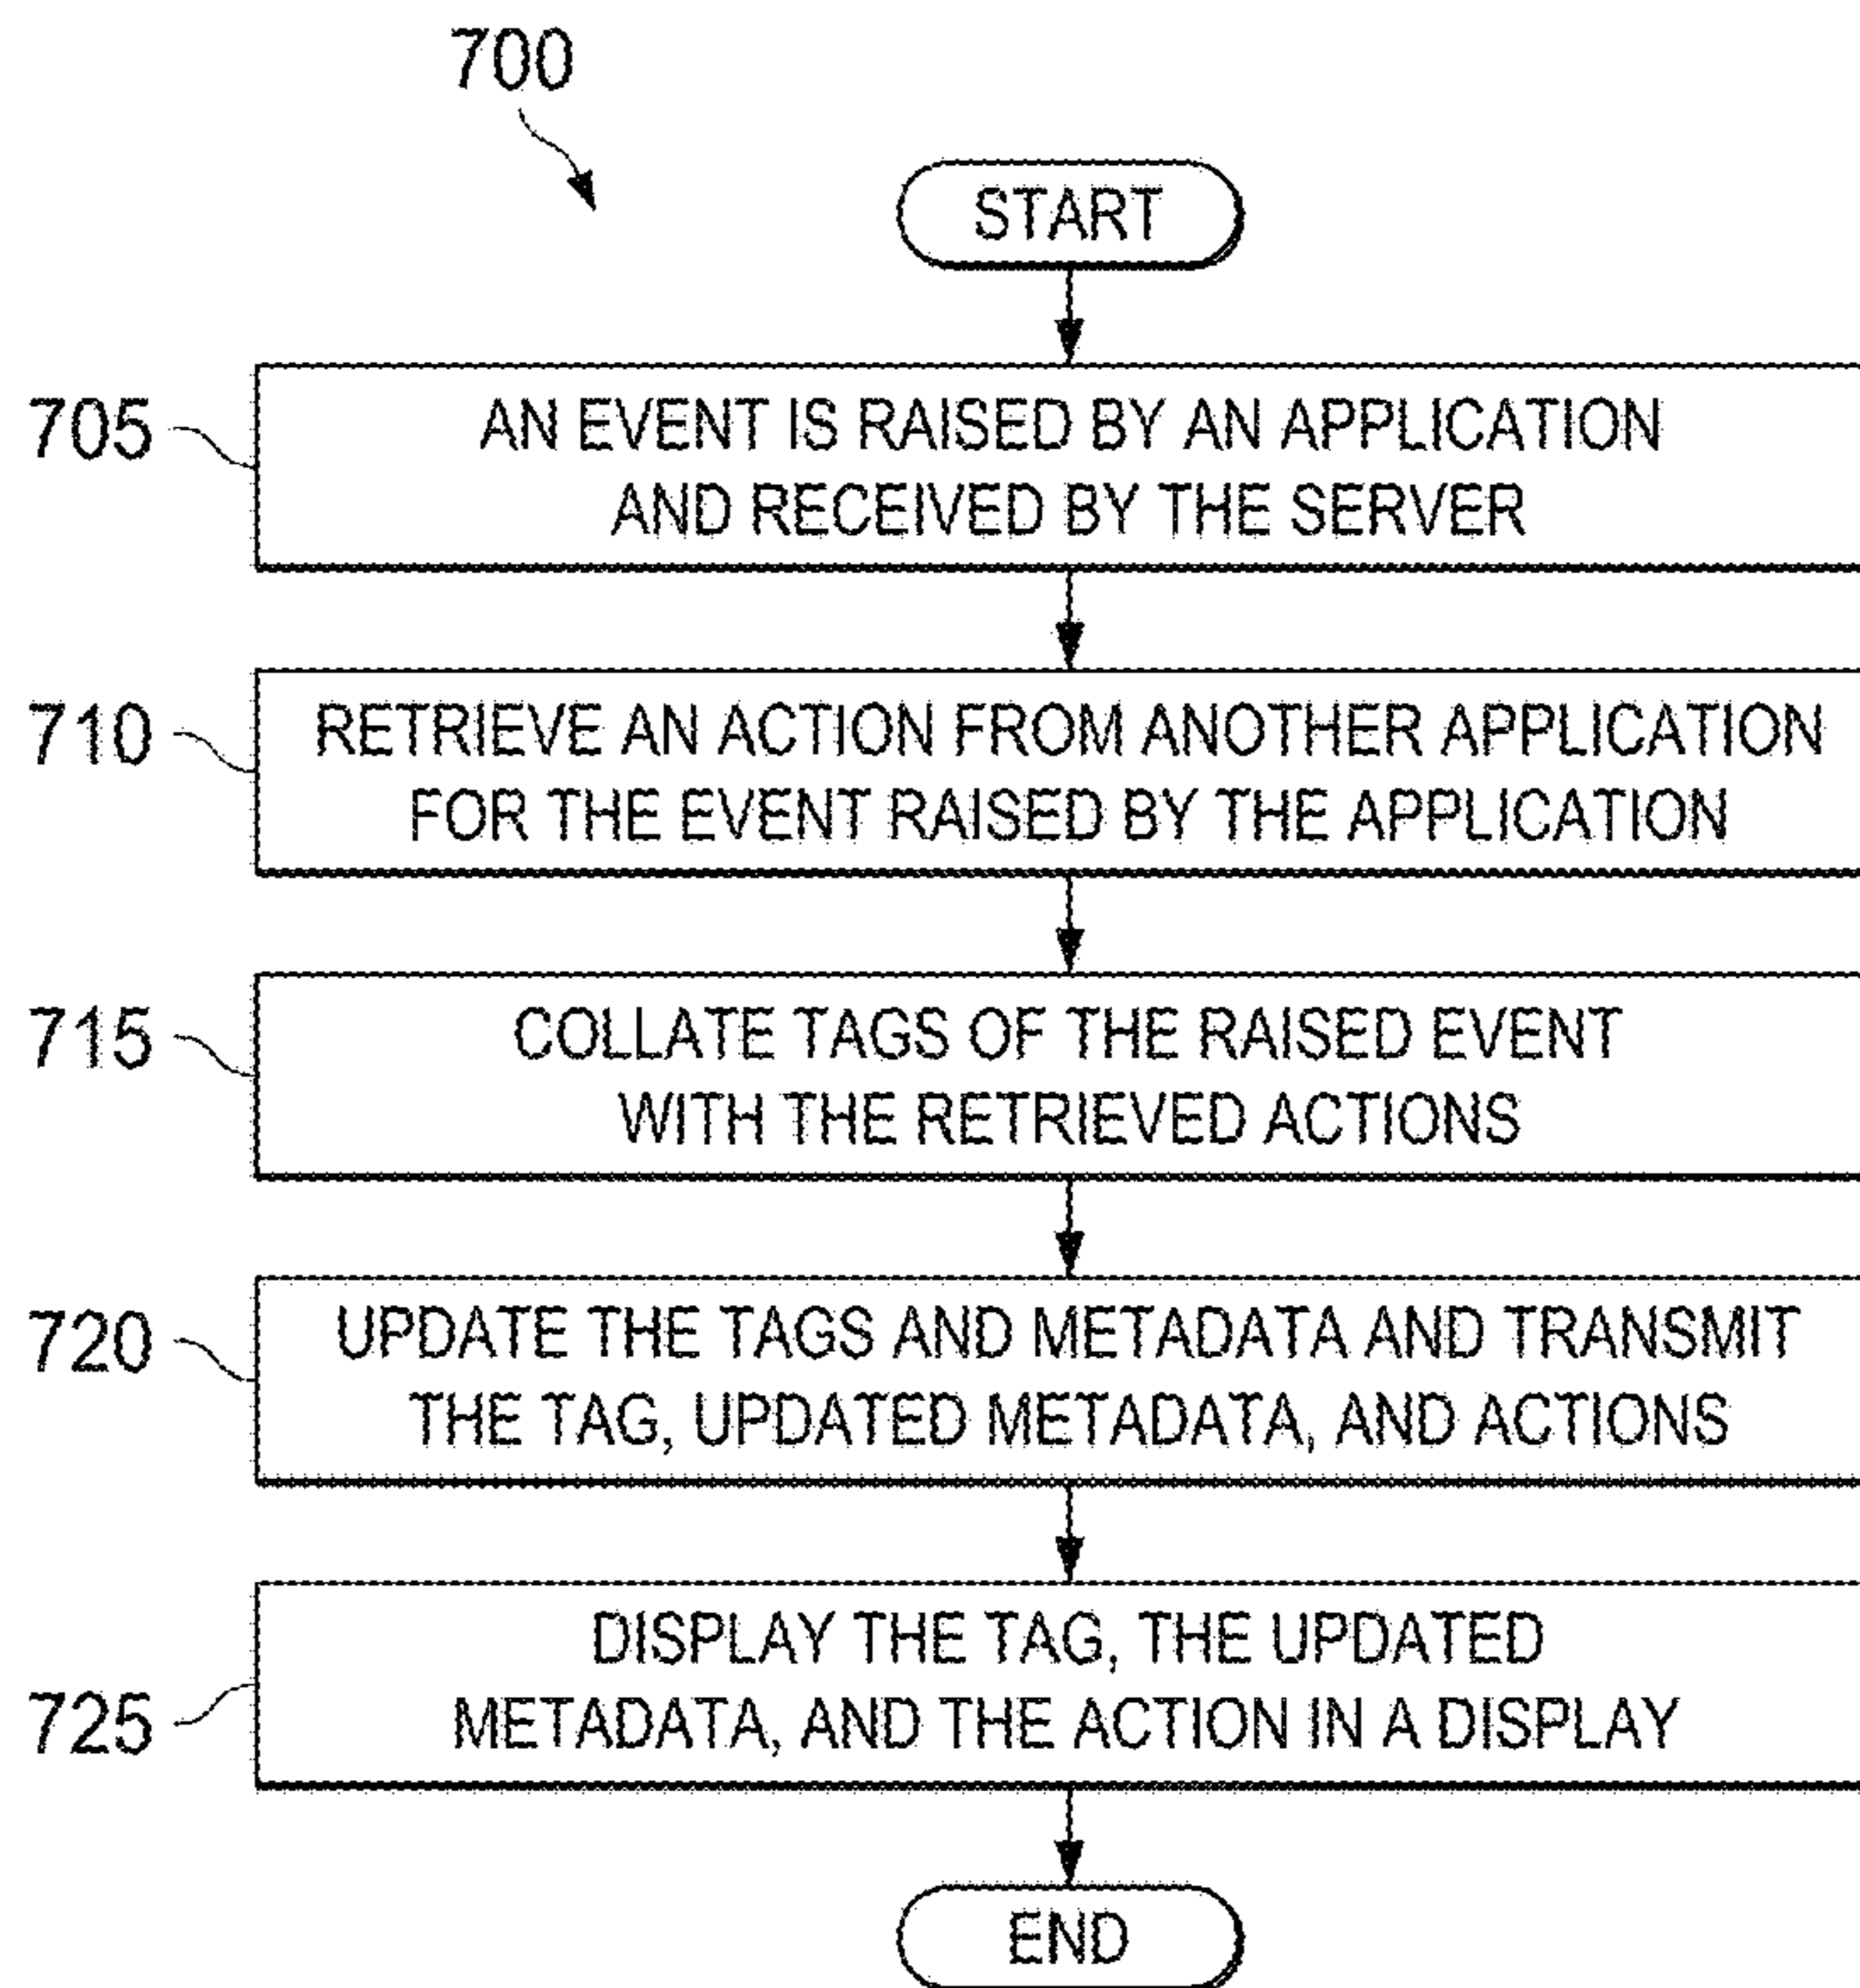 700
START
705
AN EVENT IS RAISED BY AN APPLICATION
AND RECEIVED BY THE SERVER
710
RETRIEVE AN ACTION FROM ANOTHER APPLICATION
FOR THE EVENT RAISED BY THE APPLICATION
715
COLLATE TAGS OF THE RAISED EVENT
WITH THE RETRIEVED ACTIONS
720
UPDATE THE TAGS AND METADATA AND TRANSMIT
THE TAG, UPDATED METADATA, AND ACTIONS
725
DISPLAY THE TAG, THE UPDATED
METADATA, AND THE ACTION IN A DISPLAY
END